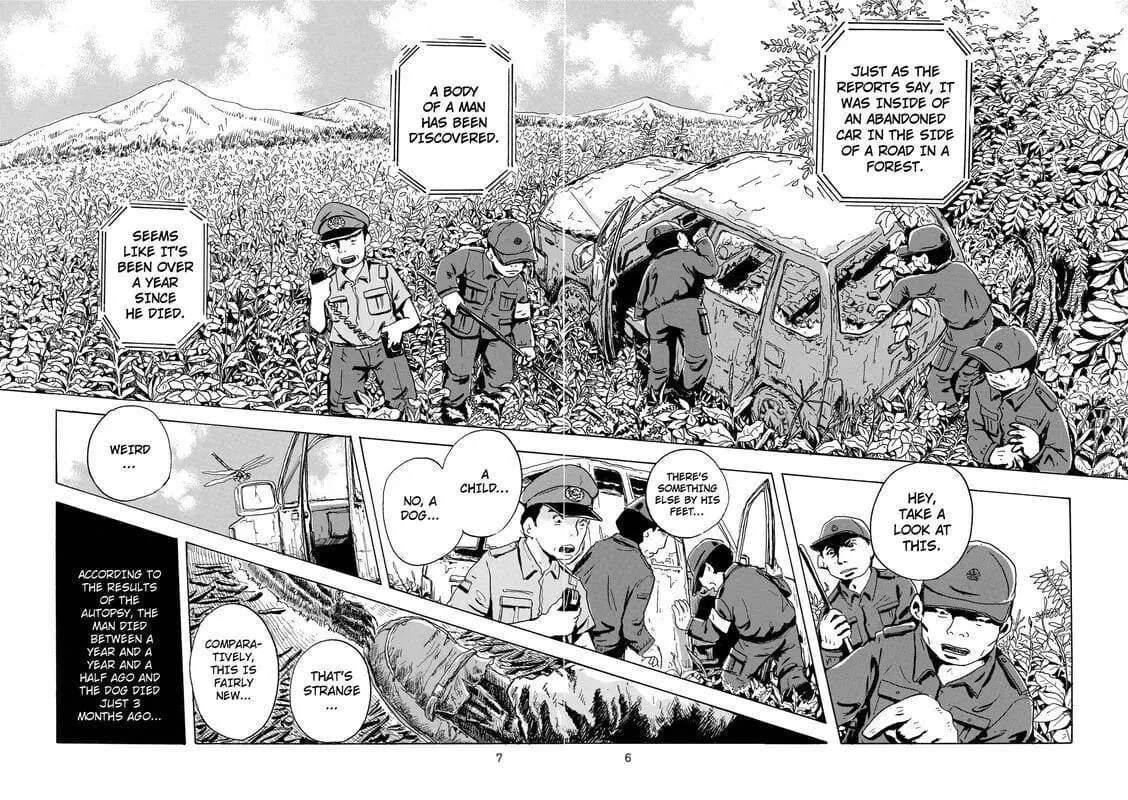 JUST AS THE
REPORTS SAY, IT
WAS INSIDE OF
AN ABANDONED
CAR IN THE SIDE
OF A ROAD IN A
FOREST.
A BODY
OF A MAN
HAS BEEN
DISCOVERED.
SEEMS
LIKE IT'S
BEEN OVER
A YEAR
SINCE
HE DIED.
HEY,
TAKE A
LOOK AT
THIS.
THERE'S
SOMETHING
ELSE BY HIS
FEET...
A
CHILD...
NO, A
DOG...
WEIRD
...
THAT'S
STRANGE
...
COMPARA-
TIVELY,
THIS IS
FAIRLY
NEW...
ACCORDING TO
THE RESULTS
OF THE
AUTOPSY, THE
MAN DIED
BETWEEN A
YEAR AND A
YEAR AND A
HALF AGO AND
THE DOG DIED
JUST 3
MONTHS AGO...
7
6